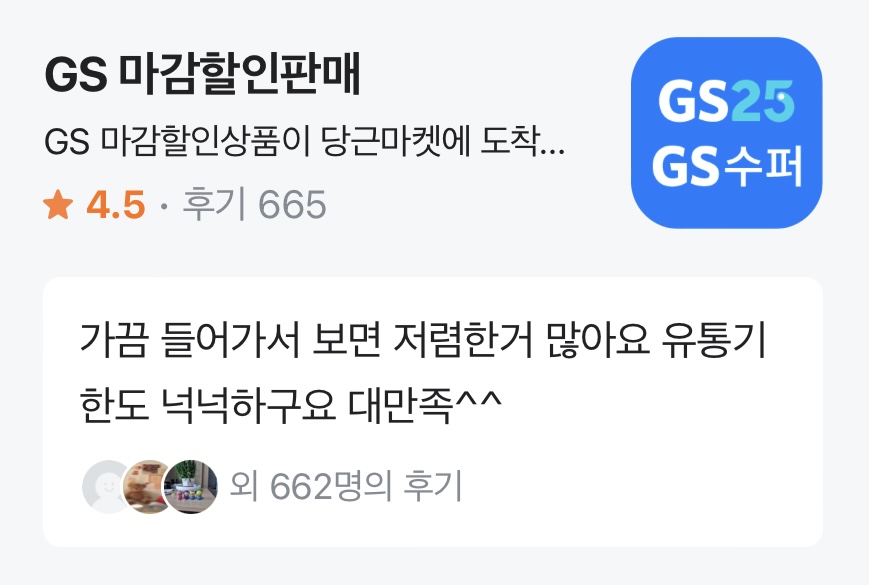 GS 마감할인판매
GS 마감할인상품이 당근마켓에 도착...
★ 4.5 · 후기 665
GS25
GS수퍼
가끔 들어가서 보면 저렴한거 많아요 유통기
한도 넉넉하구요 대만족^^
외 662명의 후기